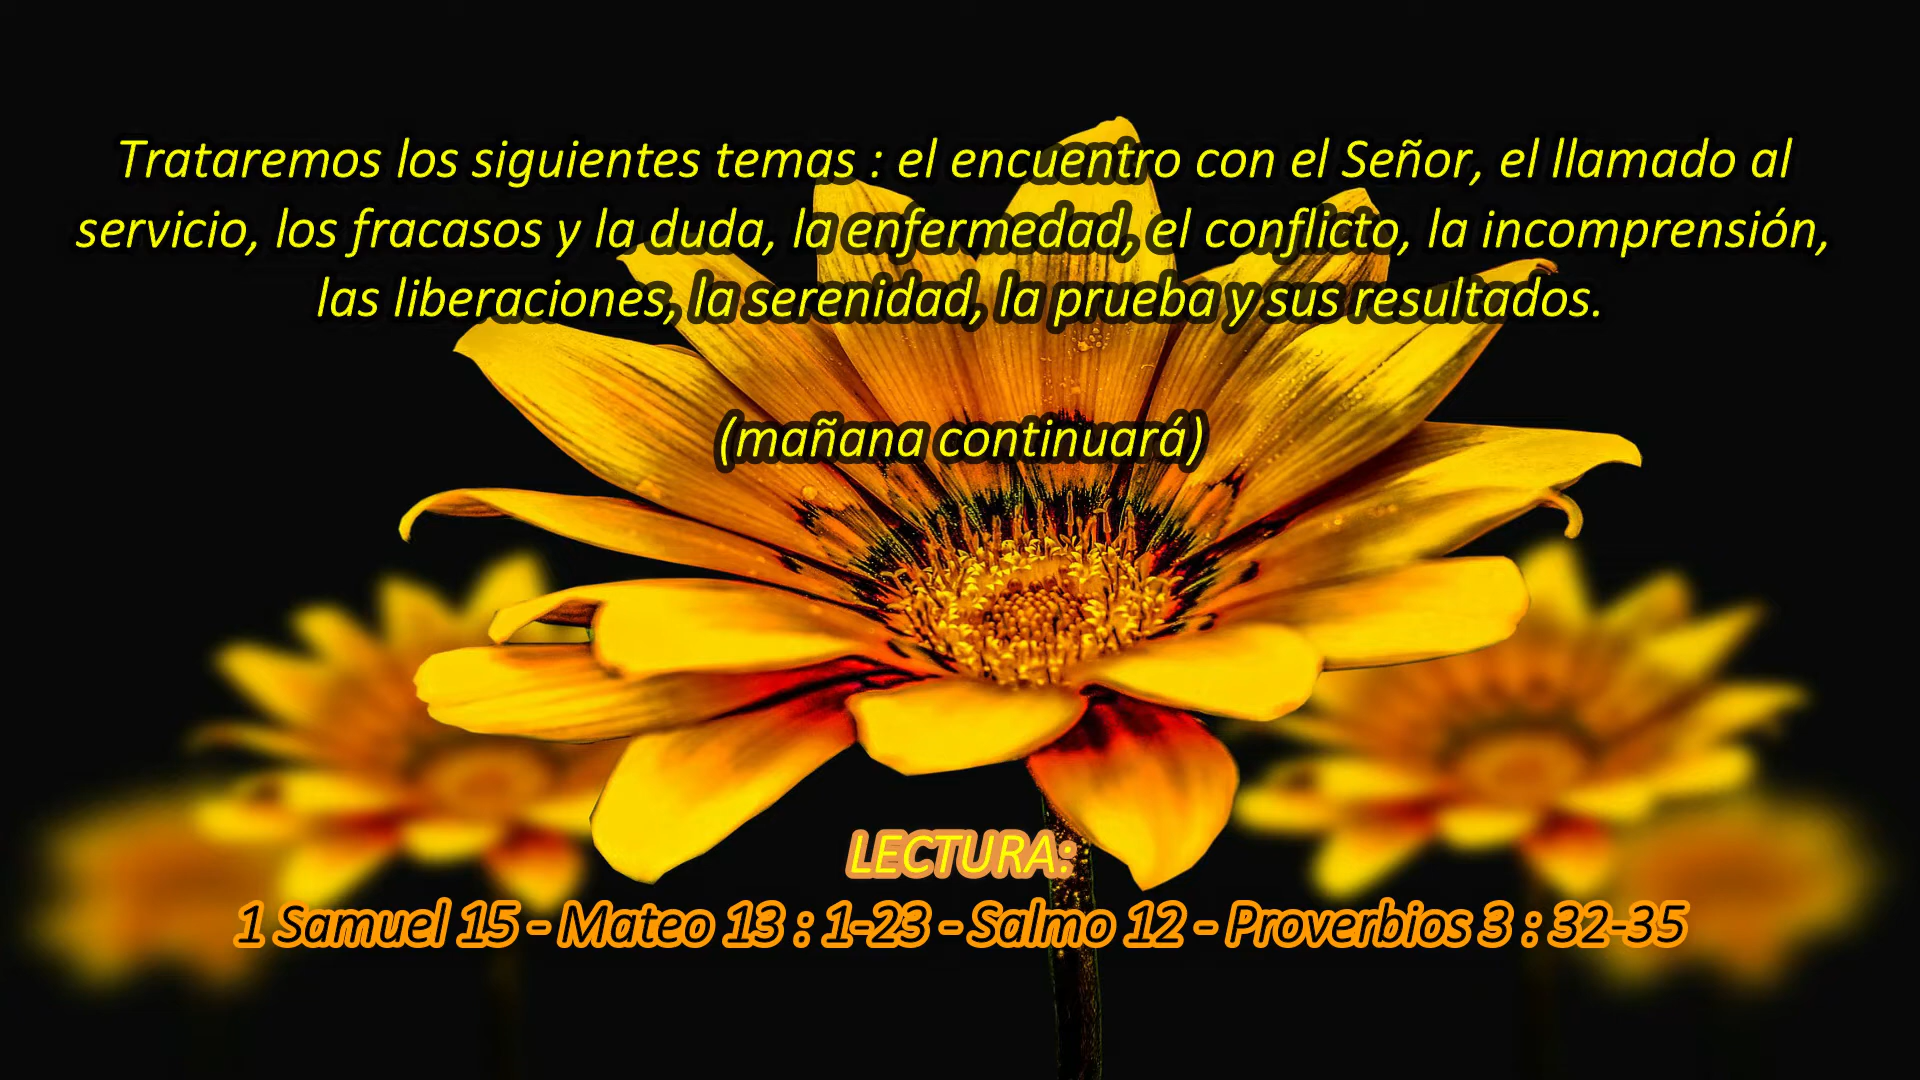 Trataremos los siguientes temas : el encuentro con el Señor, el llamado al
servicio, los fracasos y la duda, la enfermedad, el conflicto, la incomprensión,
las liberaciones, la serenidad, la prueba y sus resultados.
(mañana continuará)
LECTURA:
1 Samuel 15 - Mateo 13 : 1-23 - Salmo 12 - Proverbios 3 : 32-35